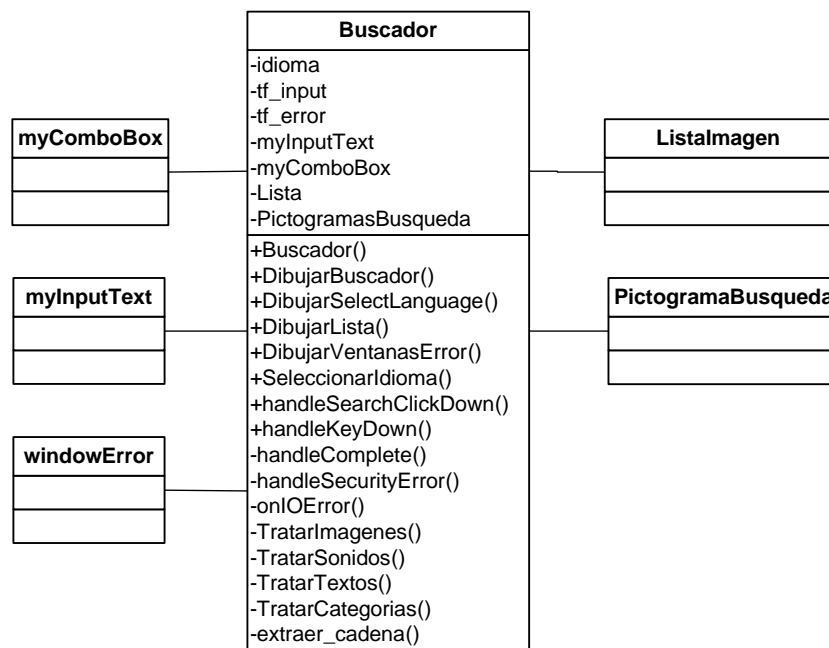 Buscador
-idioma
-tf_input
-tf_error
-myInputText
-myComboBox
-Lista
-PictogramasBusqueda
+Buscador()
+DibujarBuscador()
+DibujarSelectLanguage()
+DibujarLista()
+DibujarVentanasError()
+SeleccionarIdioma()
+handleSearchClickDown()
+handleKeyDown()
-handleComplete()
-handleSecurityError()
-onIOError()
-TratarImagenes()
-TratarSonidos()
-TratarTextos()
-TratarCategorias()
-extraer_cadena()
myComboBox
myInputText
windowError
ListaImagen
PictogramaBusqueda